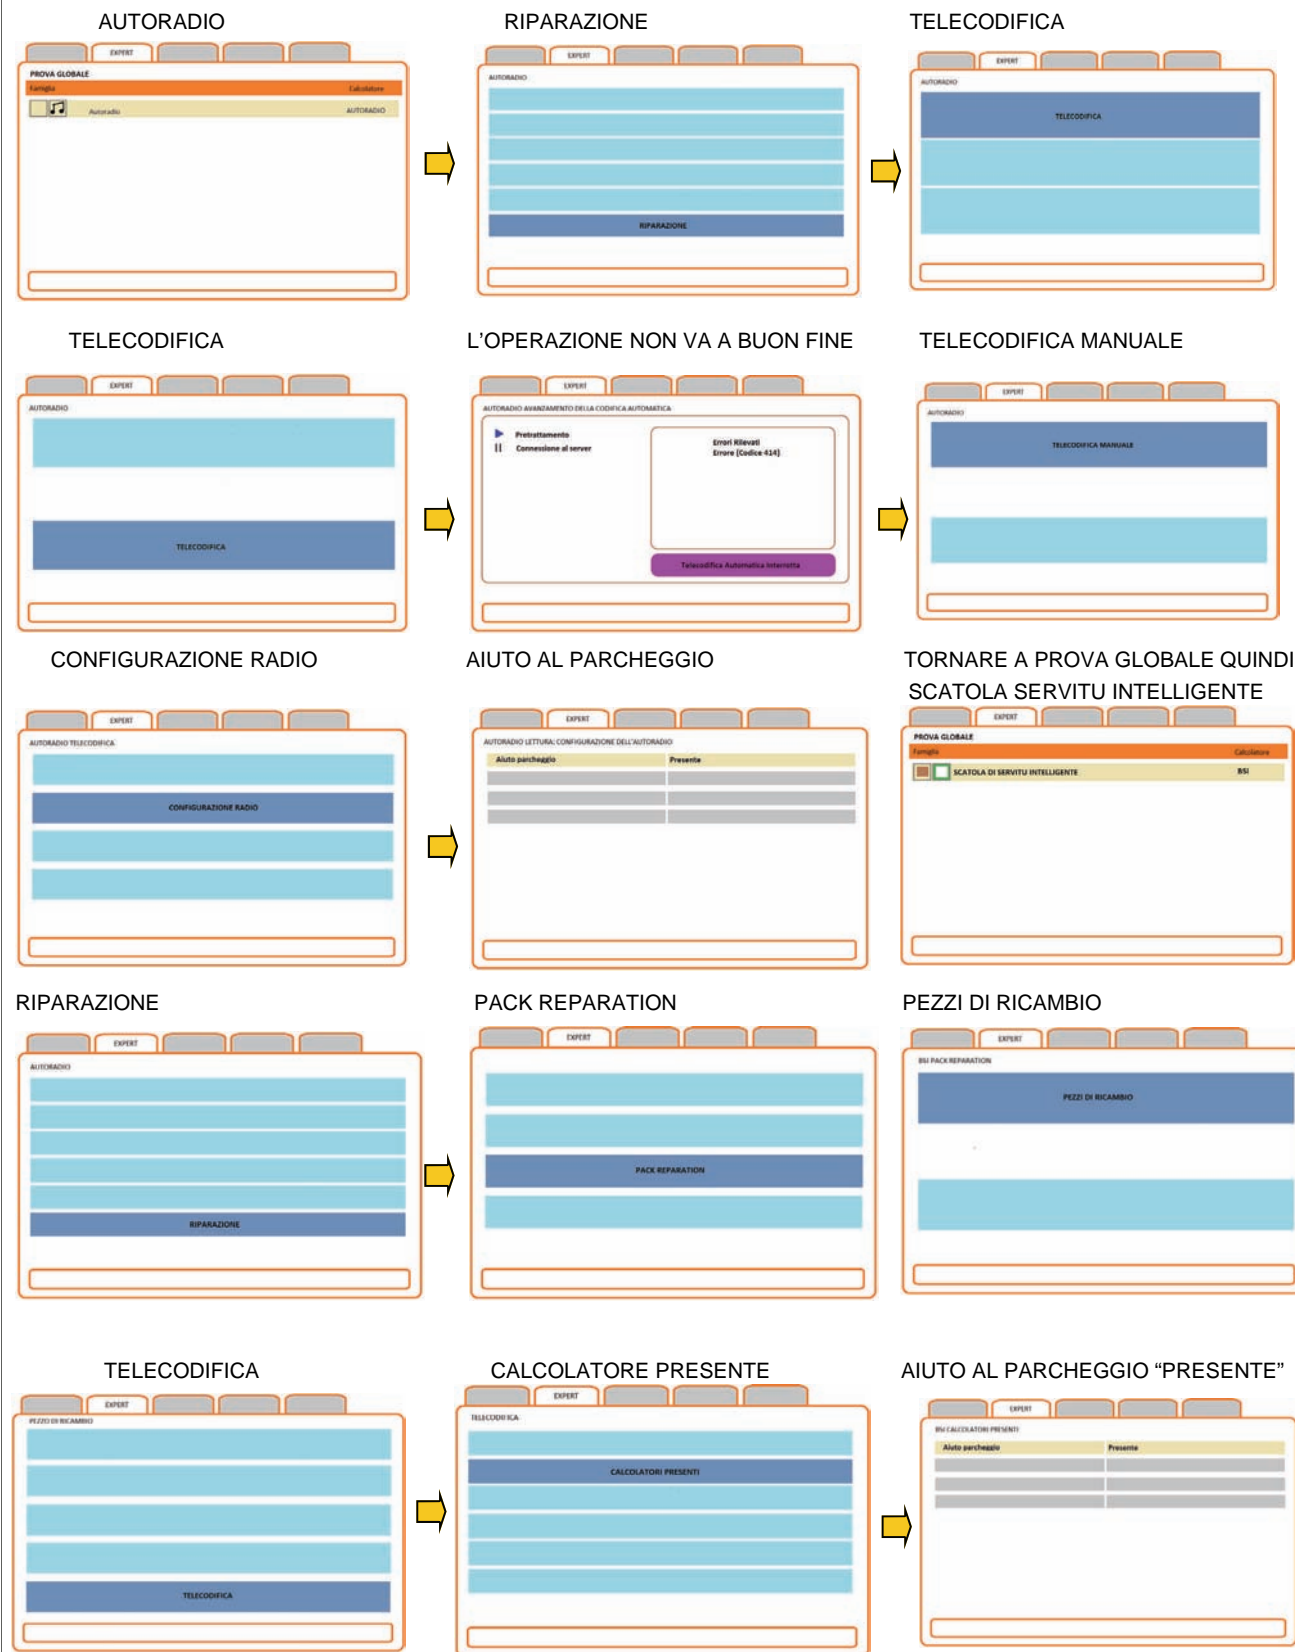 AUTORADIO
EXPERT
PROVA GLOBALE
Famiglia Calcolatore
Autoradio AUTORADIO
RIPARAZIONE
EXPERT
AUTORADIO
RIPARAZIONE
TELECODIFICA
EXPERT
AUTORADIO
TELECODIFICA
TELECODIFICA
EXPERT
AUTORADIO
TELECODIFICA
L'OPERAZIONE NON VA A BUON FINE
EXPERT
AUTORADIO AVANZAMENTO DELLA CODIFICA AUTOMATICA
Pretrattamento
Connessione al server
Errori Rilevati
Errore (Codice 414)
Telecodifica Automatica Interrotta
TELECODIFICA MANUALE
EXPERT
AUTORADIO
TELECODIFICA MANUALE
CONFIGURAZIONE RADIO
EXPERT
AUTORADIO TELECODIFICA
CONFIGURAZIONE RADIO
AIUTO AL PARCHEGGIO
EXPERT
AUTORADIO LETTURA: CONFIGURAZIONE DELL'AUTORADIO
Aiuto parcheggio Presente
TORNARE A PROVA GLOBALE QUINDI
SCATOLA SERVITU INTELLIGENTE
EXPERT
PROVA GLOBALE
Famiglia Calcolatore
SCATOLA DI SERVITU INTELLIGENTE BSI
RIPARAZIONE
EXPERT
AUTORADIO
RIPARAZIONE
PACK REPARATION
EXPERT
PACK REPARATION
PEZZI DI RICAMBIO
EXPERT
BSI PACK REPARATION
PEZZI DI RICAMBIO
TELECODIFICA
EXPERT
PEZZO DI RICAMBIO
TELECODIFICA
CALCOLATORE PRESENTE
EXPERT
TELECODIFICA
CALCOLATORI PRESENTI
AIUTO AL PARCHEGGIO “PRESENTE”
EXPERT
BSI CALCOLATORI PRESENTI
Aiuto parcheggio Presente